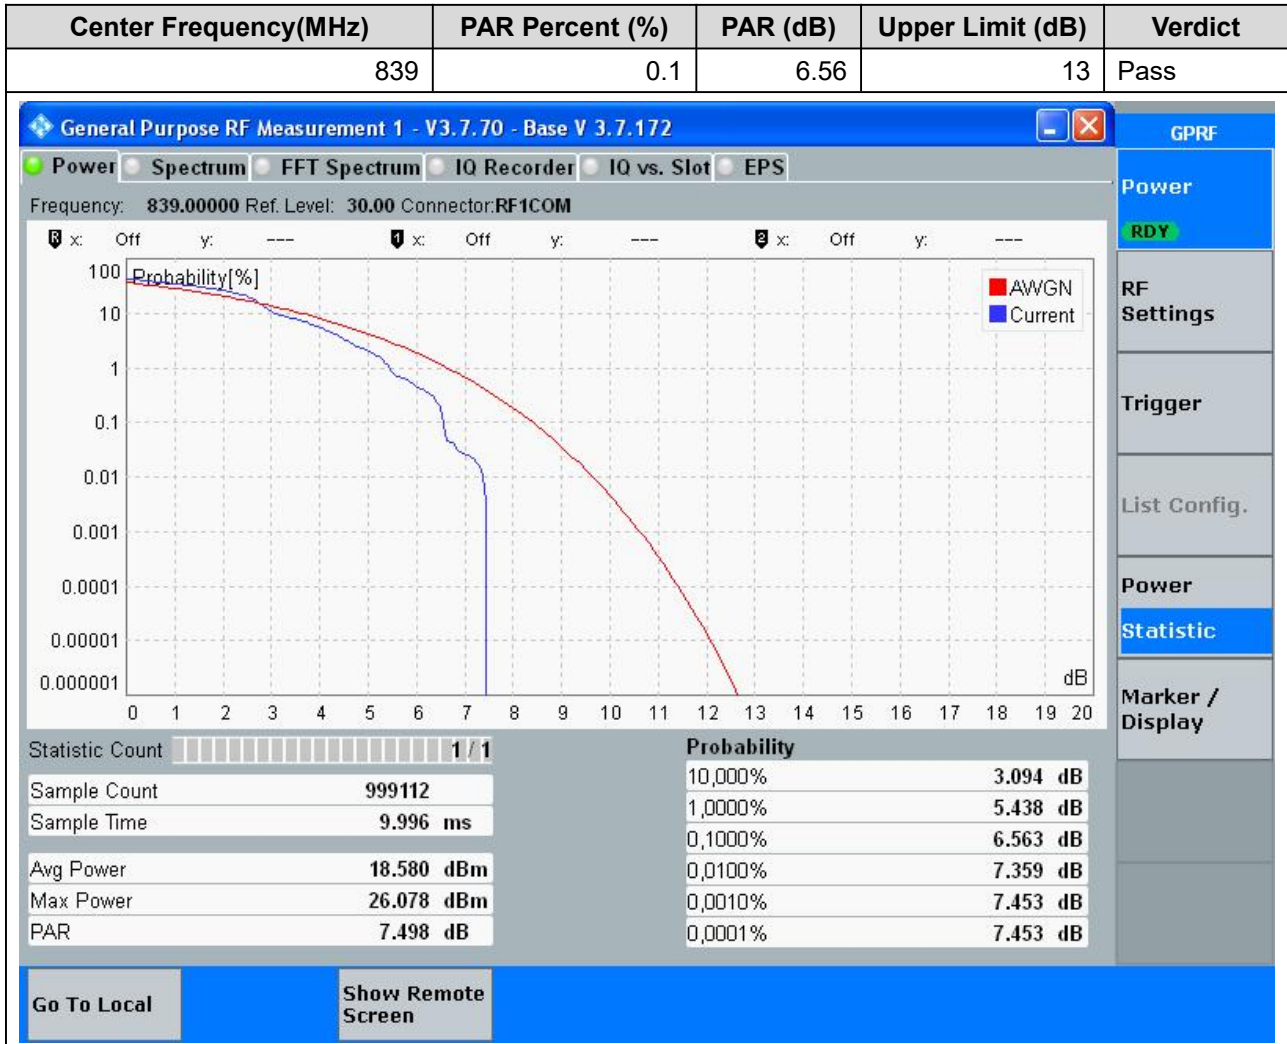 Center Frequency(MHz) PAR Percent (%) PAR (dB) Upper Limit (dB) Verdict
839 0.1 6.56 13 Pass
General Purpose RF Measurement 1 - V3.7.70 - Base V 3.7.172
GPRF
Power Spectrum FFT Spectrum IQ Recorder IQ vs. Slot EPS
Frequency: 839.00000 Ref. Level: 30.00 Connector:RF1COM
R x: Off y: --- 1 x: Off y: --- 2 x: Off y: ---
Probability[%]
AWGN
Current
100
10
1
0.1
0.01
0.001
0.0001
0.00001
0.000001
dB
0 1 2 3 4 5 6 7 8 9 10 11 12 13 14 15 16 17 18 19 20
Statistic Count 1 / 1
Sample Count 999112
Sample Time 9.996 ms
Avg Power 18.580 dBm
Max Power 26.078 dBm
PAR 7.498 dB
Probability
10,000% 3.094 dB
1,0000% 5.438 dB
0,1000% 6.563 dB
0,0100% 7.359 dB
0,0010% 7.453 dB
0,0001% 7.453 dB
Power
RDY
RF
Settings
Trigger
List Config.
Power
Statistic
Marker /
Display
Go To Local
Show Remote
Screen